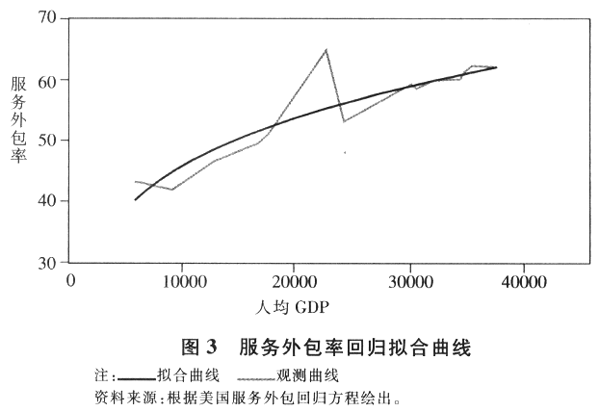 70
60
50
40
30
服务外包率
0
10000
20000
30000
40000
人均 GDP
图 3 服务外包率回归拟合曲线
注:——拟合曲线 ——观测曲线
资料来源:根据美国服务外包回归方程绘出。